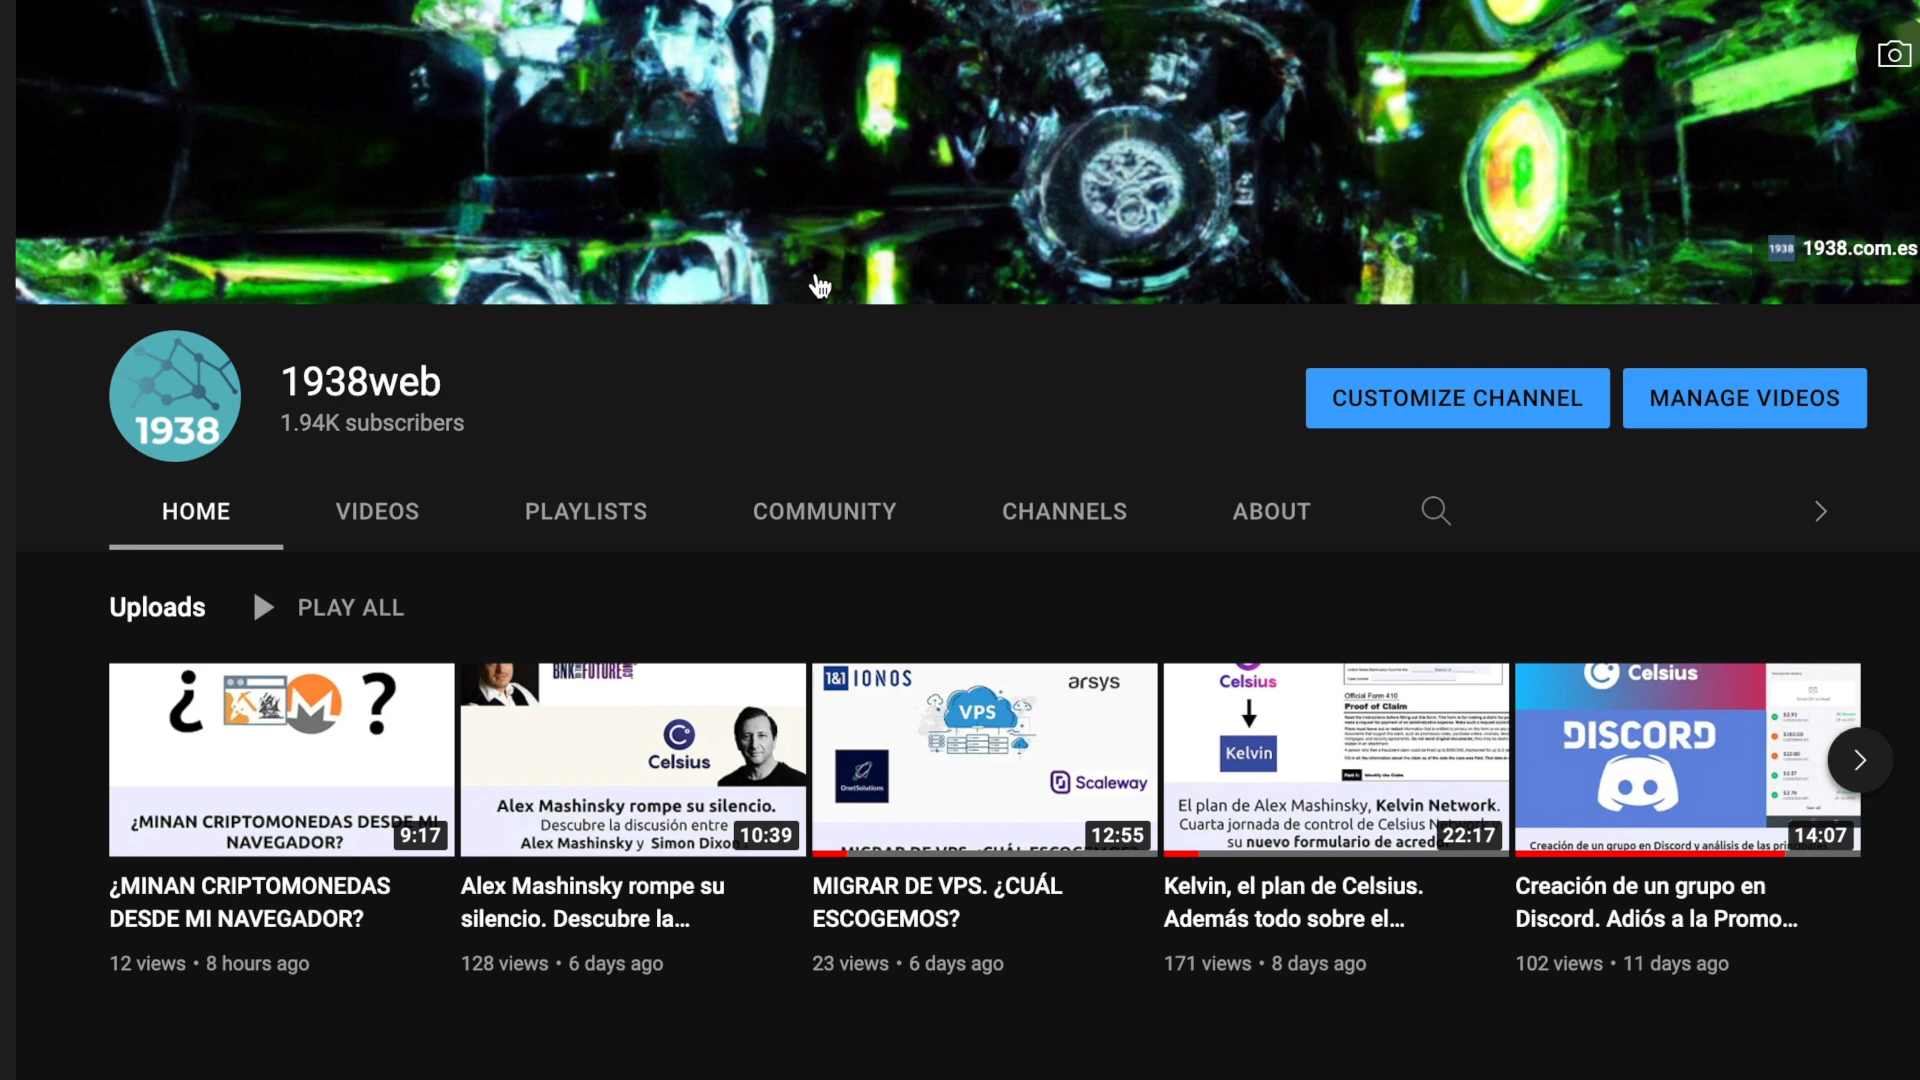 1938 1938.com.es
1938
1938web
1.94K subscribers
CUSTOMIZE CHANNEL
MANAGE VIDEOS
HOME
VIDEOS
PLAYLISTS
COMMUNITY
CHANNELS
ABOUT
Uploads
PLAY ALL
¿ ?
¿MINAN CRIPTOMONEDAS DESDE MI
NAVEGADOR?
9:17
¿MINAN CRIPTOMONEDAS
DESDE MI NAVEGADOR?
12 views • 8 hours ago
Celsius
Alex Mashinsky rompe su silencio.
Descubre la discusión entre
Alex Mashinsky y Simon Dixon
10:39
Alex Mashinsky rompe su
silencio. Descubre la...
128 views • 6 days ago
1&1 IONOS
arsys
VPS
OnetSolutions
Scaleway
12:55
MIGRAR DE VPS. ¿CUÁL
ESCOGEMOS?
23 views • 6 days ago
Celsius
Kelvin
Official Form 410
Proof of Claim
El plan de Alex Mashinsky, Kelvin Network.
Cuarta jornada de control de Celsius
su nuevo formulario de
22:17
Kelvin, el plan de Celsius.
Además todo sobre el...
171 views • 8 days ago
Celsius
DISCORD
Creación de un grupo en Discord y análisis de las
14:07
Creación de un grupo en
Discord. Adiós a la Promo...
102 views • 11 days ago